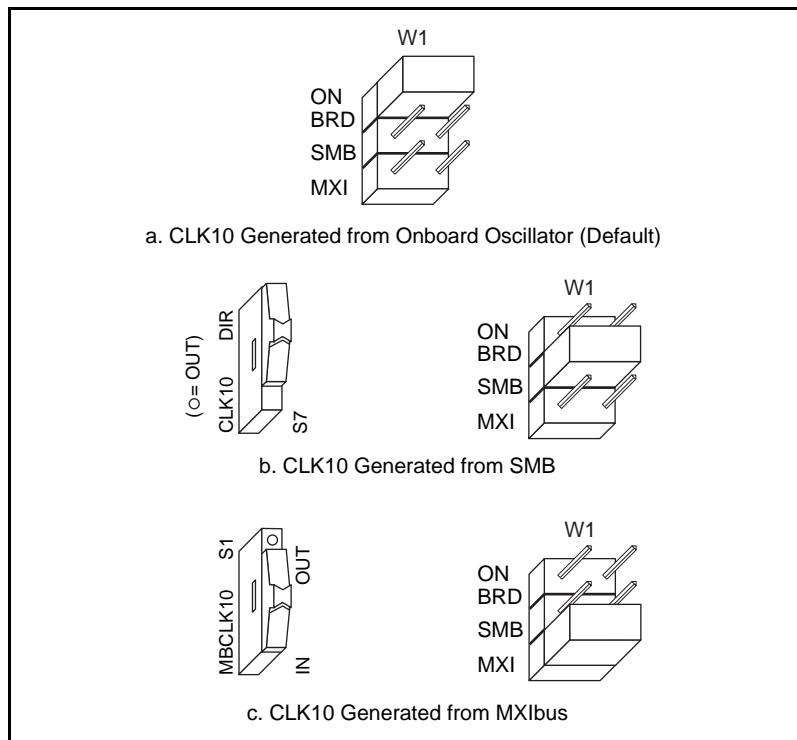 W1
ON
BRD
SMB
MXI
a. CLK10 Generated from Onboard Oscillator (Default)
(○= OUT)
CLK10 DIR
S7
W1
ON
BRD
SMB
MXI
b. CLK10 Generated from SMB
MBCLK10 S1
IN OUT
W1
ON
BRD
SMB
MXI
c. CLK10 Generated from MXIbus